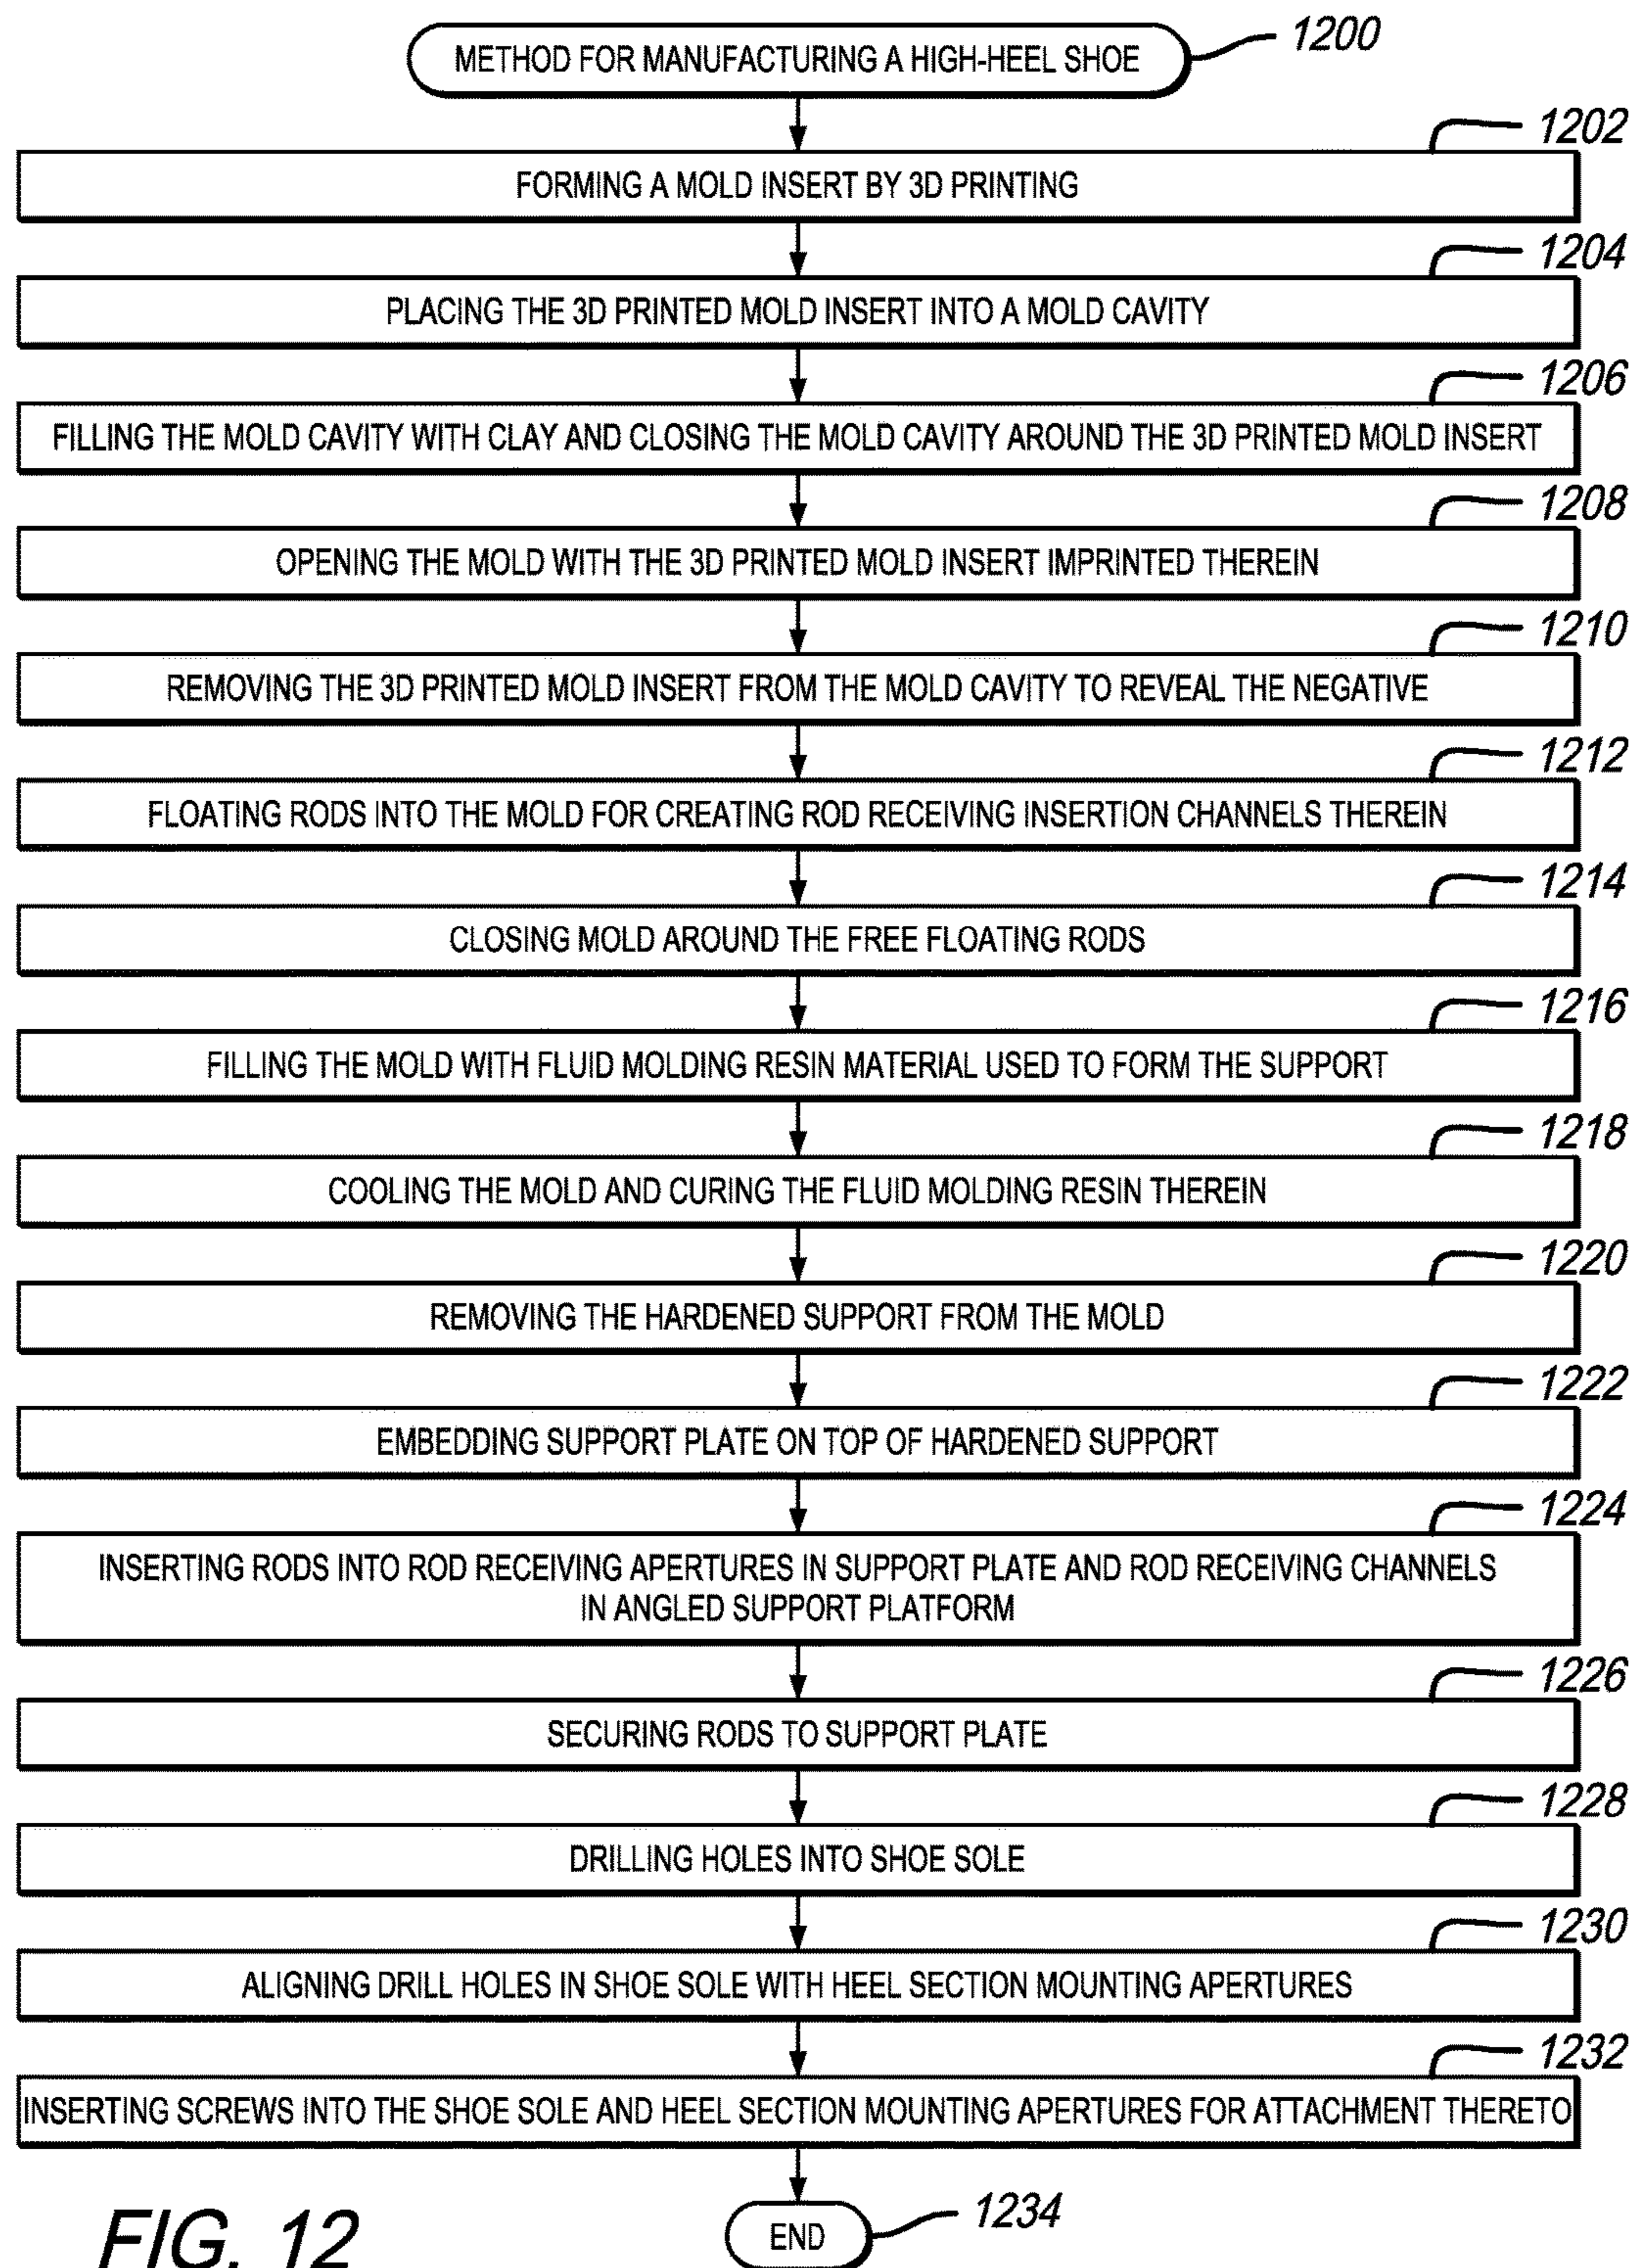 METHOD FOR MANUFACTURING A HIGH-HEEL SHOE
1200
1202
FORMING A MOLD INSERT BY 3D PRINTING
1204
PLACING THE 3D PRINTED MOLD INSERT INTO A MOLD CAVITY
1206
FILLING THE MOLD CAVITY WITH CLAY AND CLOSING THE MOLD CAVITY AROUND THE 3D PRINTED MOLD INSERT
1208
OPENING THE MOLD WITH THE 3D PRINTED MOLD INSERT IMPRINTED THEREIN
1210
REMOVING THE 3D PRINTED MOLD INSERT FROM THE MOLD CAVITY TO REVEAL THE NEGATIVE
1212
FLOATING RODS INTO THE MOLD FOR CREATING ROD RECEIVING INSERTION CHANNELS THEREIN
1214
CLOSING MOLD AROUND THE FREE FLOATING RODS
1216
FILLING THE MOLD WITH FLUID MOLDING RESIN MATERIAL USED TO FORM THE SUPPORT
1218
COOLING THE MOLD AND CURING THE FLUID MOLDING RESIN THEREIN
1220
REMOVING THE HARDENED SUPPORT FROM THE MOLD
1222
EMBEDDING SUPPORT PLATE ON TOP OF HARDENED SUPPORT
1224
INSERTING RODS INTO ROD RECEIVING APERTURES IN SUPPORT PLATE AND ROD RECEIVING CHANNELS
IN ANGLED SUPPORT PLATFORM
1226
SECURING RODS TO SUPPORT PLATE
1228
DRILLING HOLES INTO SHOE SOLE
1230
ALIGNING DRILL HOLES IN SHOE SOLE WITH HEEL SECTION MOUNTING APERTURES
1232
INSERTING SCREWS INTO THE SHOE SOLE AND HEEL SECTION MOUNTING APERTURES FOR ATTACHMENT THERETO
END
1234
FIG. 12